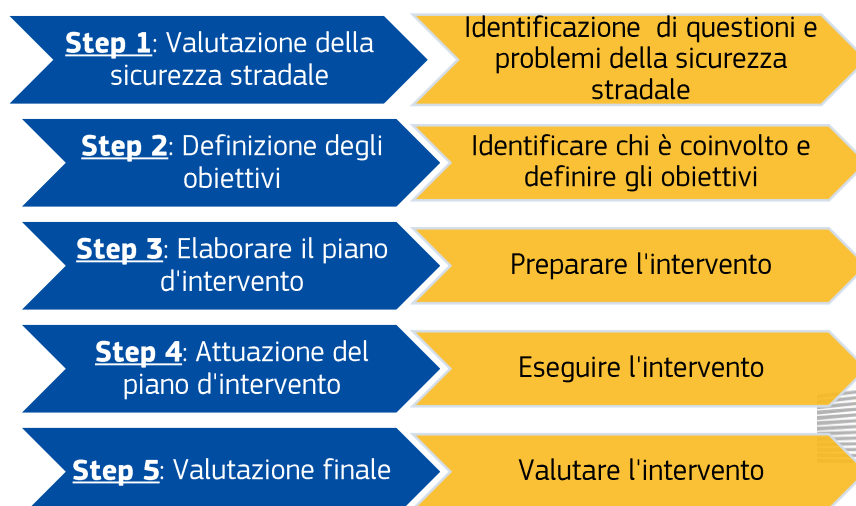 Step 1: Valutazione della
sicurezza stradale
Identificazione  di questioni e
problemi della sicurezza
stradale
Step 2: Definizione degli
obiettivi
Identificare chi è coinvolto e
definire gli obiettivi
Step 3: Elaborare il piano
d'intervento
Preparare l'intervento
Step 4: Attuazione del
piano d'intervento
Eseguire l'intervento
Step 5: Valutazione finale
Valutare l'intervento